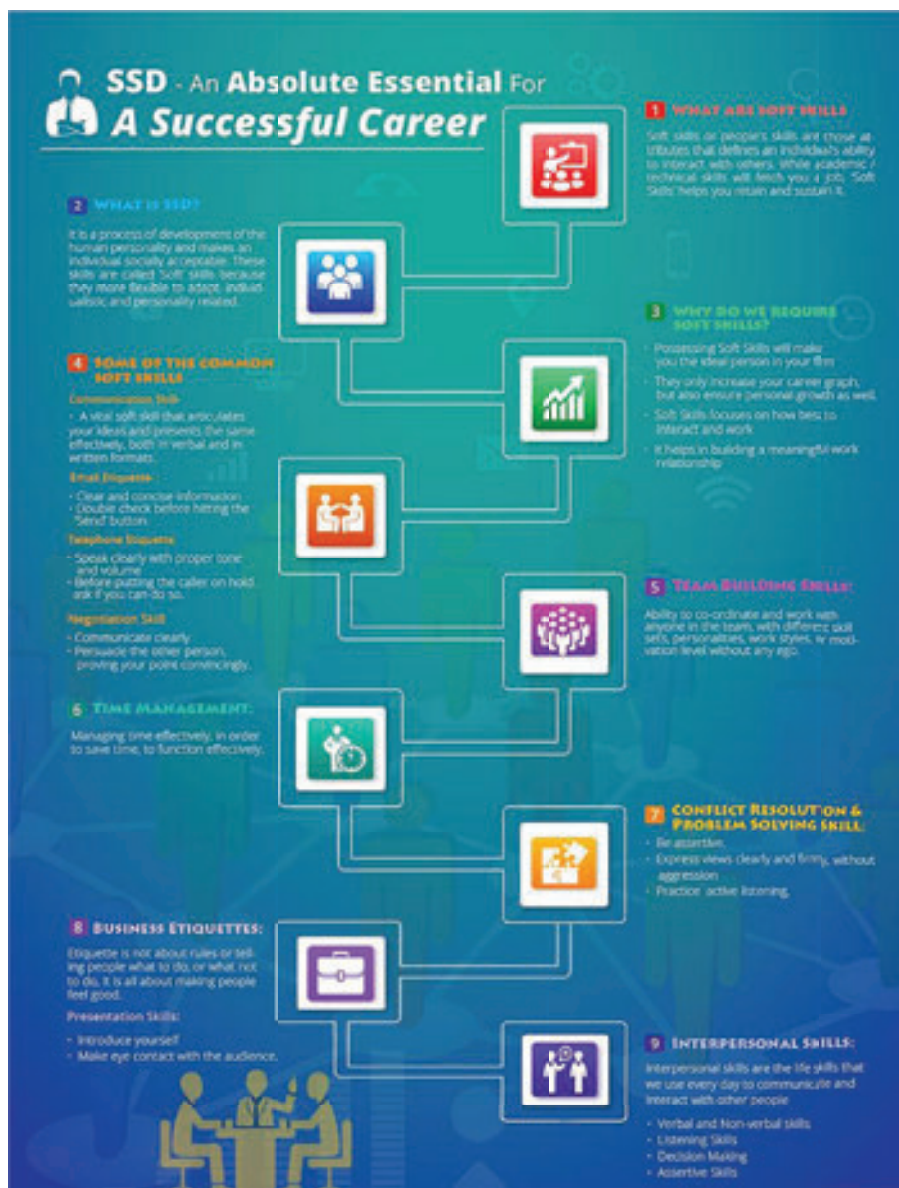 SSD - An Absolute Essential For
A Successful Career
1 WHAT ARE SOFT SKILLS
Soft skills or people's skills are those at
tributes that defines an individual's ability
to interact with others. While academic /
technical skills will fetch you a job, 'Soft
Skills' helps you retain and sustain it.
2 WHAT IS SSD?
It is a process of development of the
human personality and makes an
individual socially acceptable. These
skills are called 'Soft' skills because
they more flexible to adapt, individ
ualistic and personality related.
3 WHY DO WE REQUIRE
SOFT SKILLS?
• Possessing Soft Skills will make
you the ideal person in your firm
• They only increase your career graph,
but also ensure personal growth as well
• Soft Skills focuses on how best to
interact and work
• It helps in building a meaningful work
relationship
4 SOME OF THE COMMON
SOFT SKILLS
Communication Skill-
• A vital soft skill that articulates
your ideas and presents the same
effectively, both in verbal and in
written formats.
Email Etiquette :
• Clear and concise information
• Double check before hitting the
'Send' button
Telephone Etiquette
• Speak clearly with proper tone
and volume
• Before putting the caller on hold
ask if you can do so.
Negotiation Skill
• Communicate clearly
• Persuade the other person,
proving your point convincingly.
5 TEAM BUILDING SKILLS:
Ability to co-ordinate and work with
anyone in the team, with different skill
sets, personalities, work styles, or moti-
vation level without any ego.
6 TIME MANAGEMENT:
Managing time effectively, in order
to save time, to function effectively.
7 CONFLICT RESOLUTION &
PROBLEM SOLVING SKILL:
• Be assertive,
• Express views clearly and firmly, without
aggression
• Practice active listening,
8 BUSINESS ETIQUETTES:
Etiquette is not about rules or tell-
ing people what to do, or what not
to do, it is all about making people
feel good.
Presentation Skills:
• Introduce yourself
• Make eye contact with the audience.
9 INTERPERSONAL SKILLS:
Interpersonal skills are the life skills that
we use every day to communicate and
interact with other people
• Verbal and Non-verbal skills
• Listening Skills
• Decision Making
• Assertive Skills